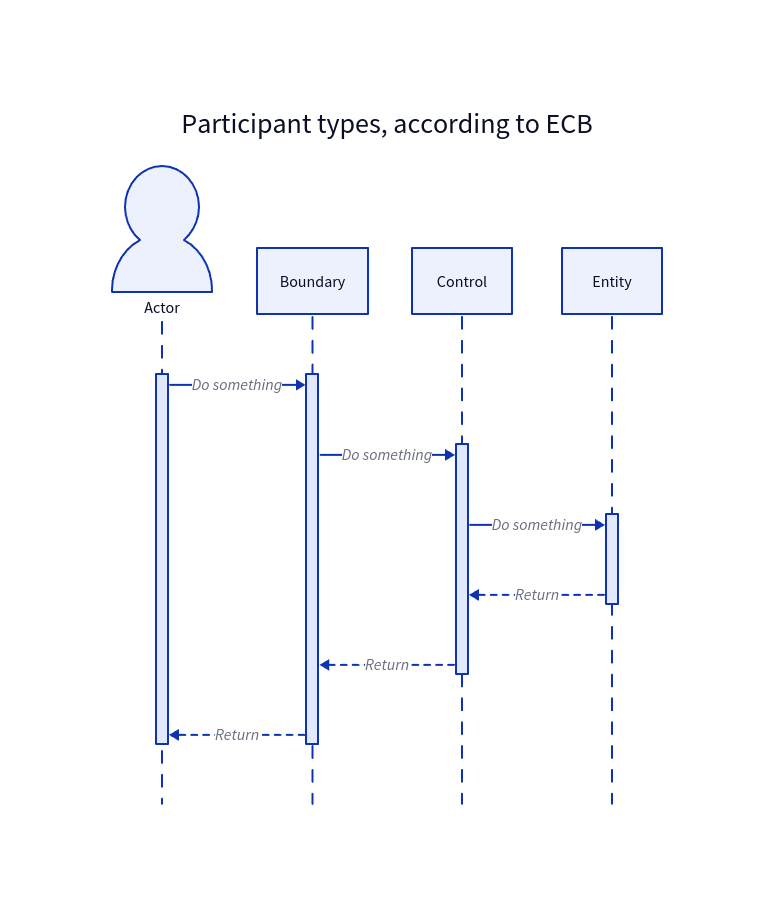 Participant types, according to ECB
Actor
Boundary
Control
Entity
Do something
Do something
Do something
Return
Return
Return